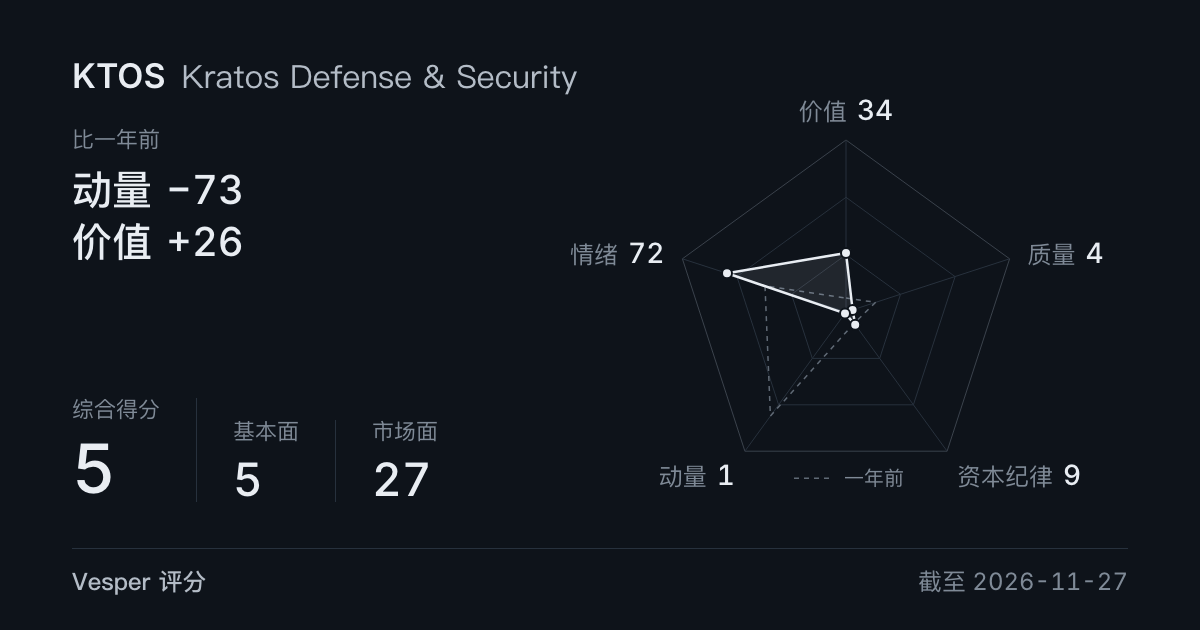 KTOS Kratos Defense & Security
比一年前
动量 −73
价值 +26
价值 34
情绪 72
质量 4
动量 1
---- 一年前
资本纪律 9
综合得分
5
基本面
5
市场面
27
Vesper 评分
截至 2026-11-27